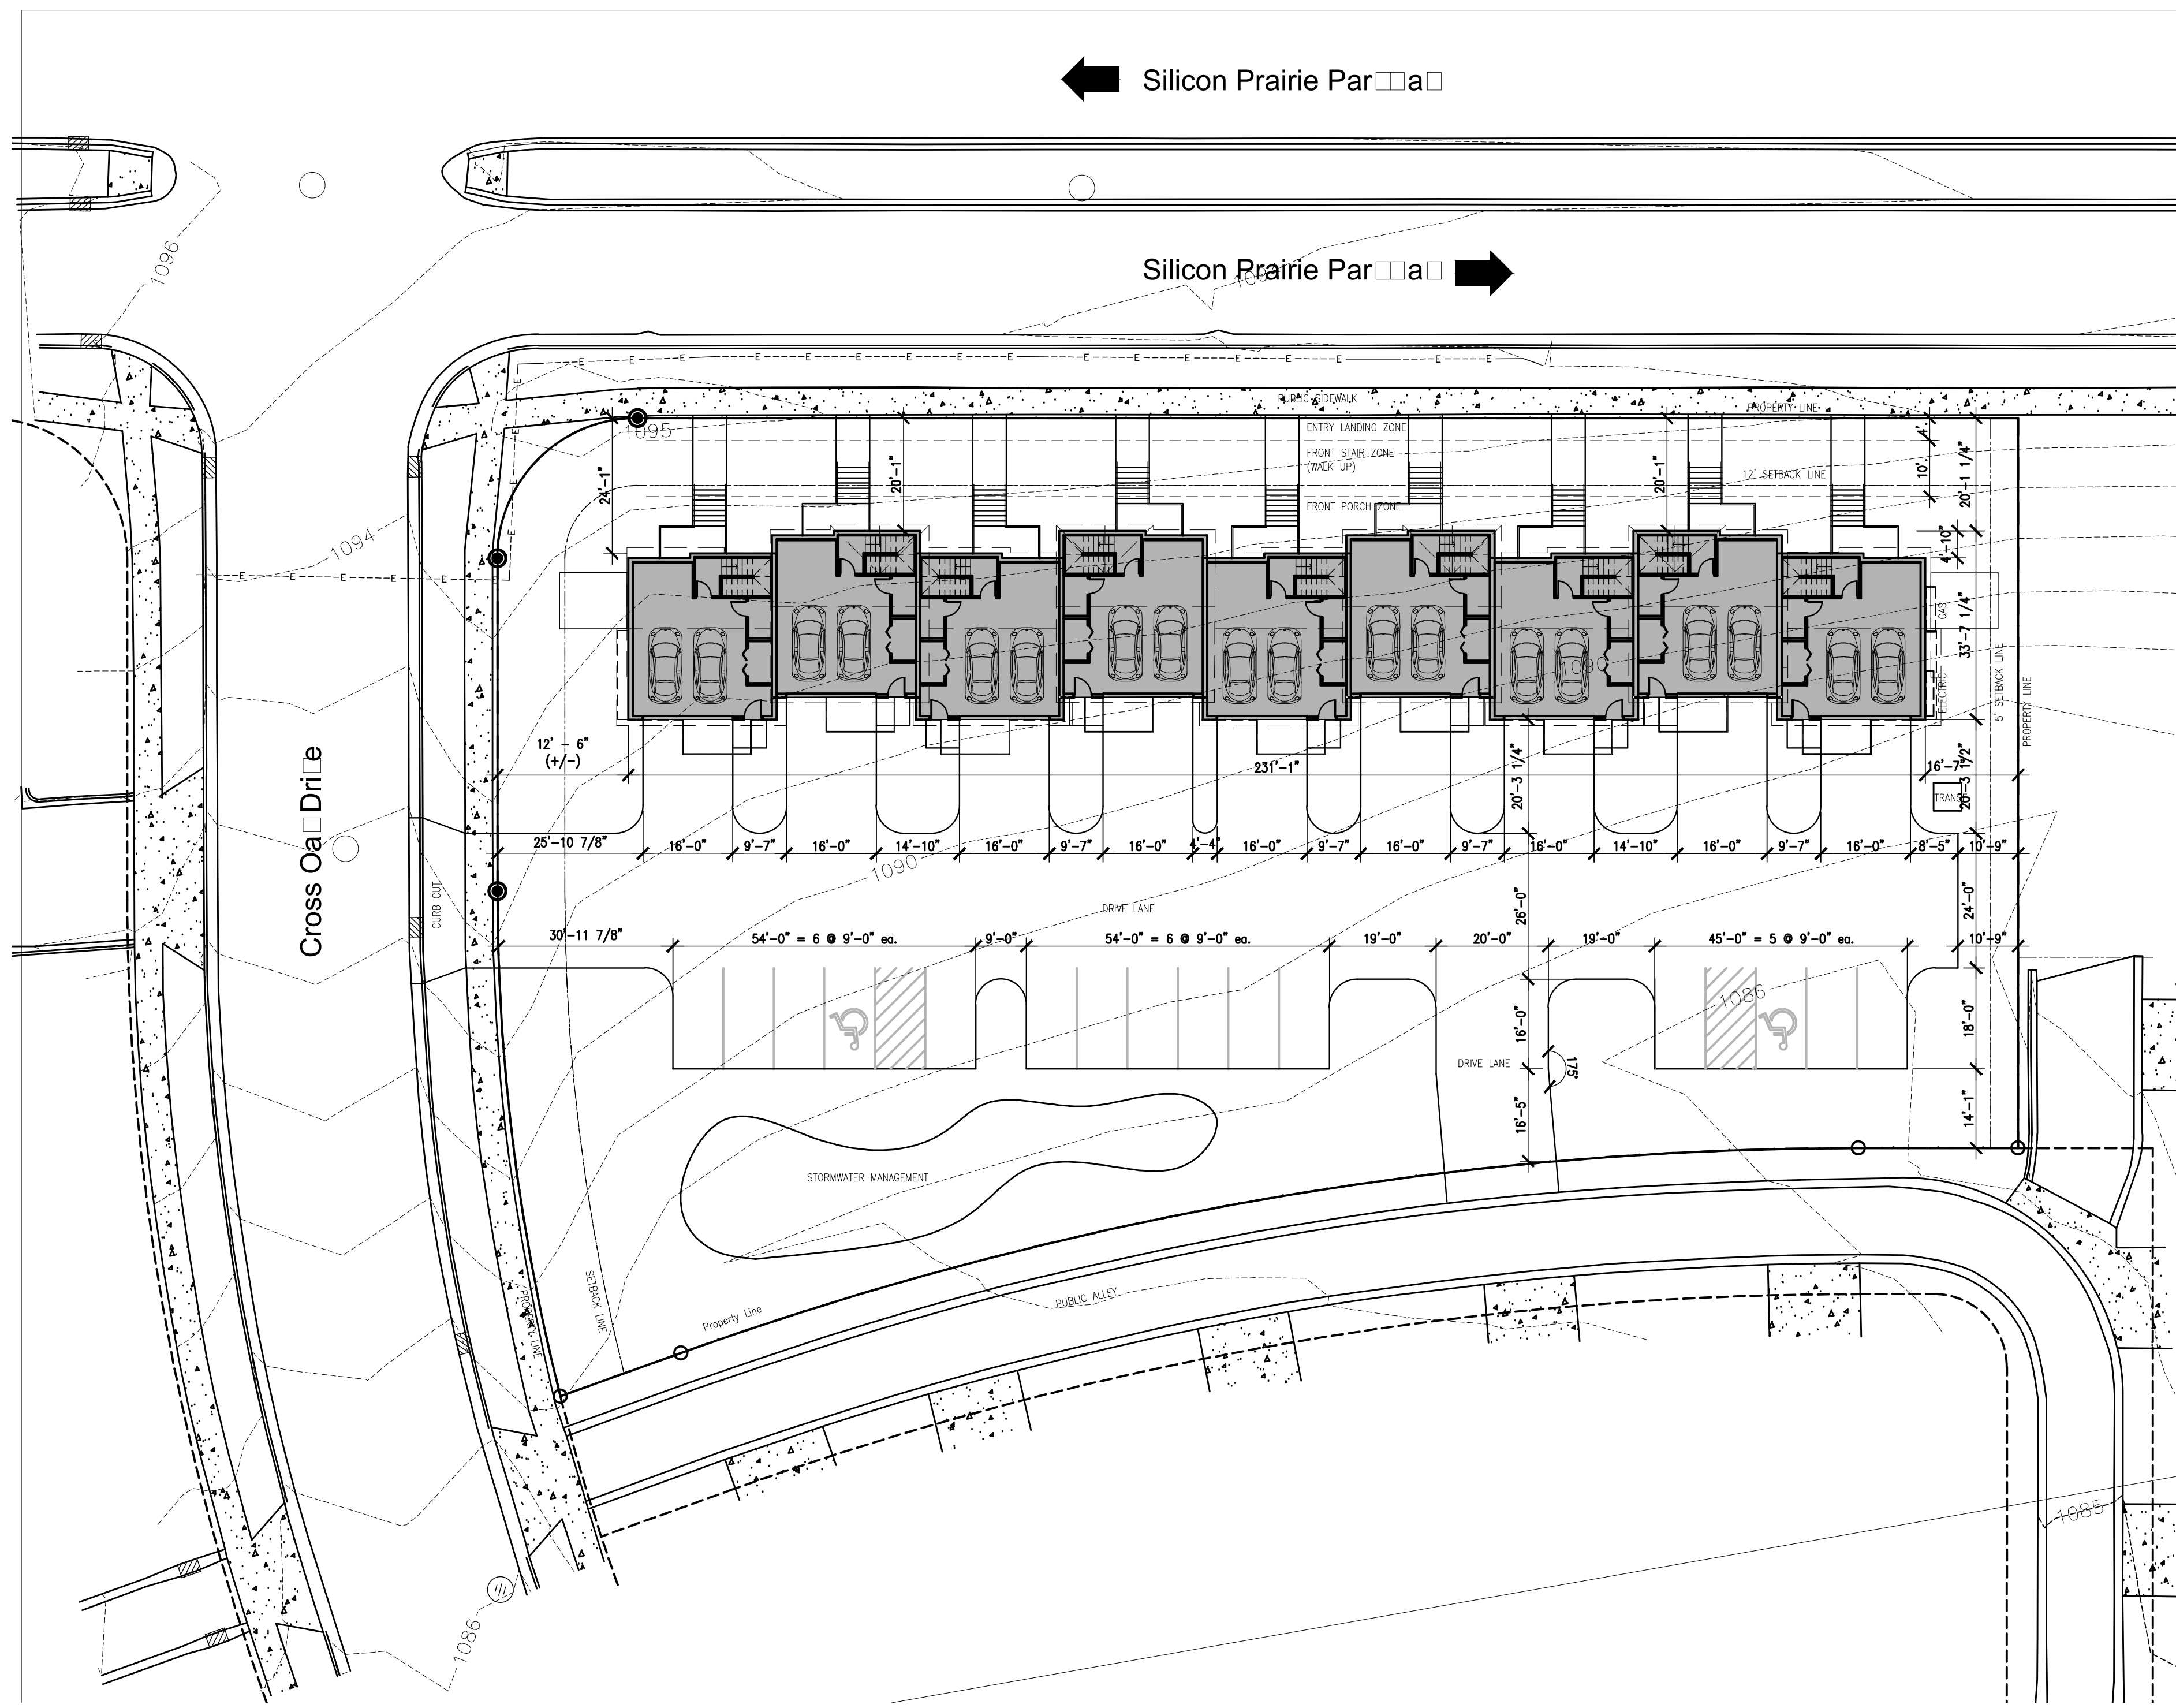 Silicon Prairie Par□□a□
1096
Silicon Prairie Par□□a□
E E E E E E E E E E E E E
PUBLIC SIDEWALK
PROPERTY LINE
1095
ENTRY LANDING ZONE
FRONT STAIR ZONE
(WALK UP)
12' SETBACK LINE
FRONT PORCH ZONE
24'-1"
20'-1"
20'-1"
4'
10'
20'-1 1/4"
4'-10"
33'-7 1/4"
1094
E E E E
GAS
ELECTRIC
5' SETBACK LINE
PROPERTY LINE
1090
12' - 6"
(+/-)
231'-1"
16'-7"
20'-3 1/4"
20'-3 1/2"
TRANS
Cross Oa□ Dri□e
CURB CUT
25'-10 7/8" 16'-0" 9'-7" 16'-0" 14'-10" 16'-0" 9'-7" 16'-0" 4'-4" 16'-0" 9'-7" 16'-0" 9'-7" 16'-0" 14'-10" 16'-0" 9'-7" 16'-0" 8'-5" 10'-9"
1090
DRIVE LANE
26'-0"
24'-0"
30'-11 7/8" 54'-0" = 6 @ 9'-0" ea. 9'-0" 54'-0" = 6 @ 9'-0" ea. 19'-0" 20'-0" 19'-0" 45'-0" = 5 @ 9'-0" ea. 10'-9"
1086
16'-0"
18'-0"
DRIVE LANE
175°
16'-5"
14'-1"
STORMWATER MANAGEMENT
SETBACK LINE
PROPERTY LINE
Property Line
PUBLIC ALLEY
1085
1086